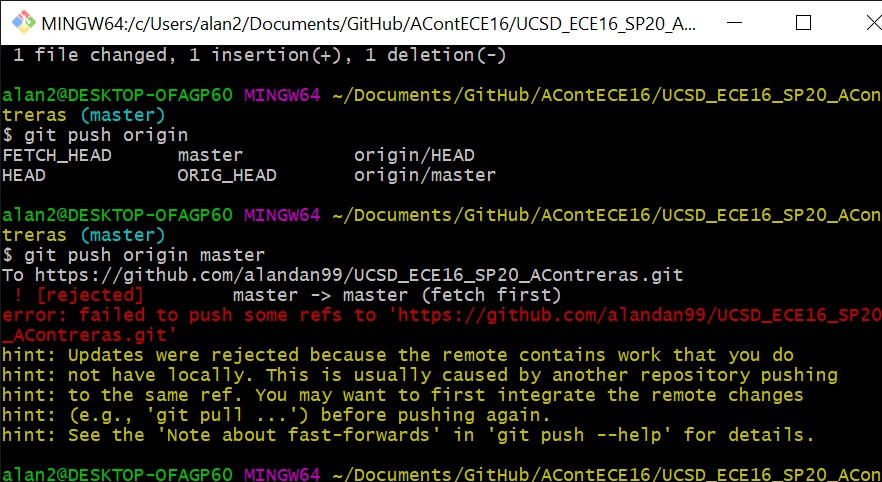 MINGW64:/c/Users/alan2/Documents/GitHub/AContECE16/UCSD_ECE16_SP20_A...
1 file changed, 1 insertion(+), 1 deletion(-)
alan2@DESKTOP-OFAGP60 MINGW64 ~/Documents/GitHub/AContECE16/UCSD_ECE16_SP20_ACon
treras (master)
$ git push origin
FETCH_HEAD      master          origin/HEAD
HEAD            ORIG_HEAD       origin/master
alan2@DESKTOP-OFAGP60 MINGW64 ~/Documents/GitHub/AContECE16/UCSD_ECE16_SP20_ACon
treras (master)
$ git push origin master
To https://github.com/alandan99/UCSD_ECE16_SP20_AContreras.git
 ! [rejected]        master -> master (fetch first)
error: failed to push some refs to 'https://github.com/alandan99/UCSD_ECE16_SP20
_AContreras.git'
hint: Updates were rejected because the remote contains work that you do
hint: not have locally. This is usually caused by another repository pushing
hint: to the same ref. You may want to first integrate the remote changes
hint: (e.g., 'git pull ...') before pushing again.
hint: See the 'Note about fast-forwards' in 'git push --help' for details.
alan2@DESKTOP-OFAGP60 MINGW64 ~/Documents/GitHub/AContECE16/UCSD_ECE16_SP20_ACon